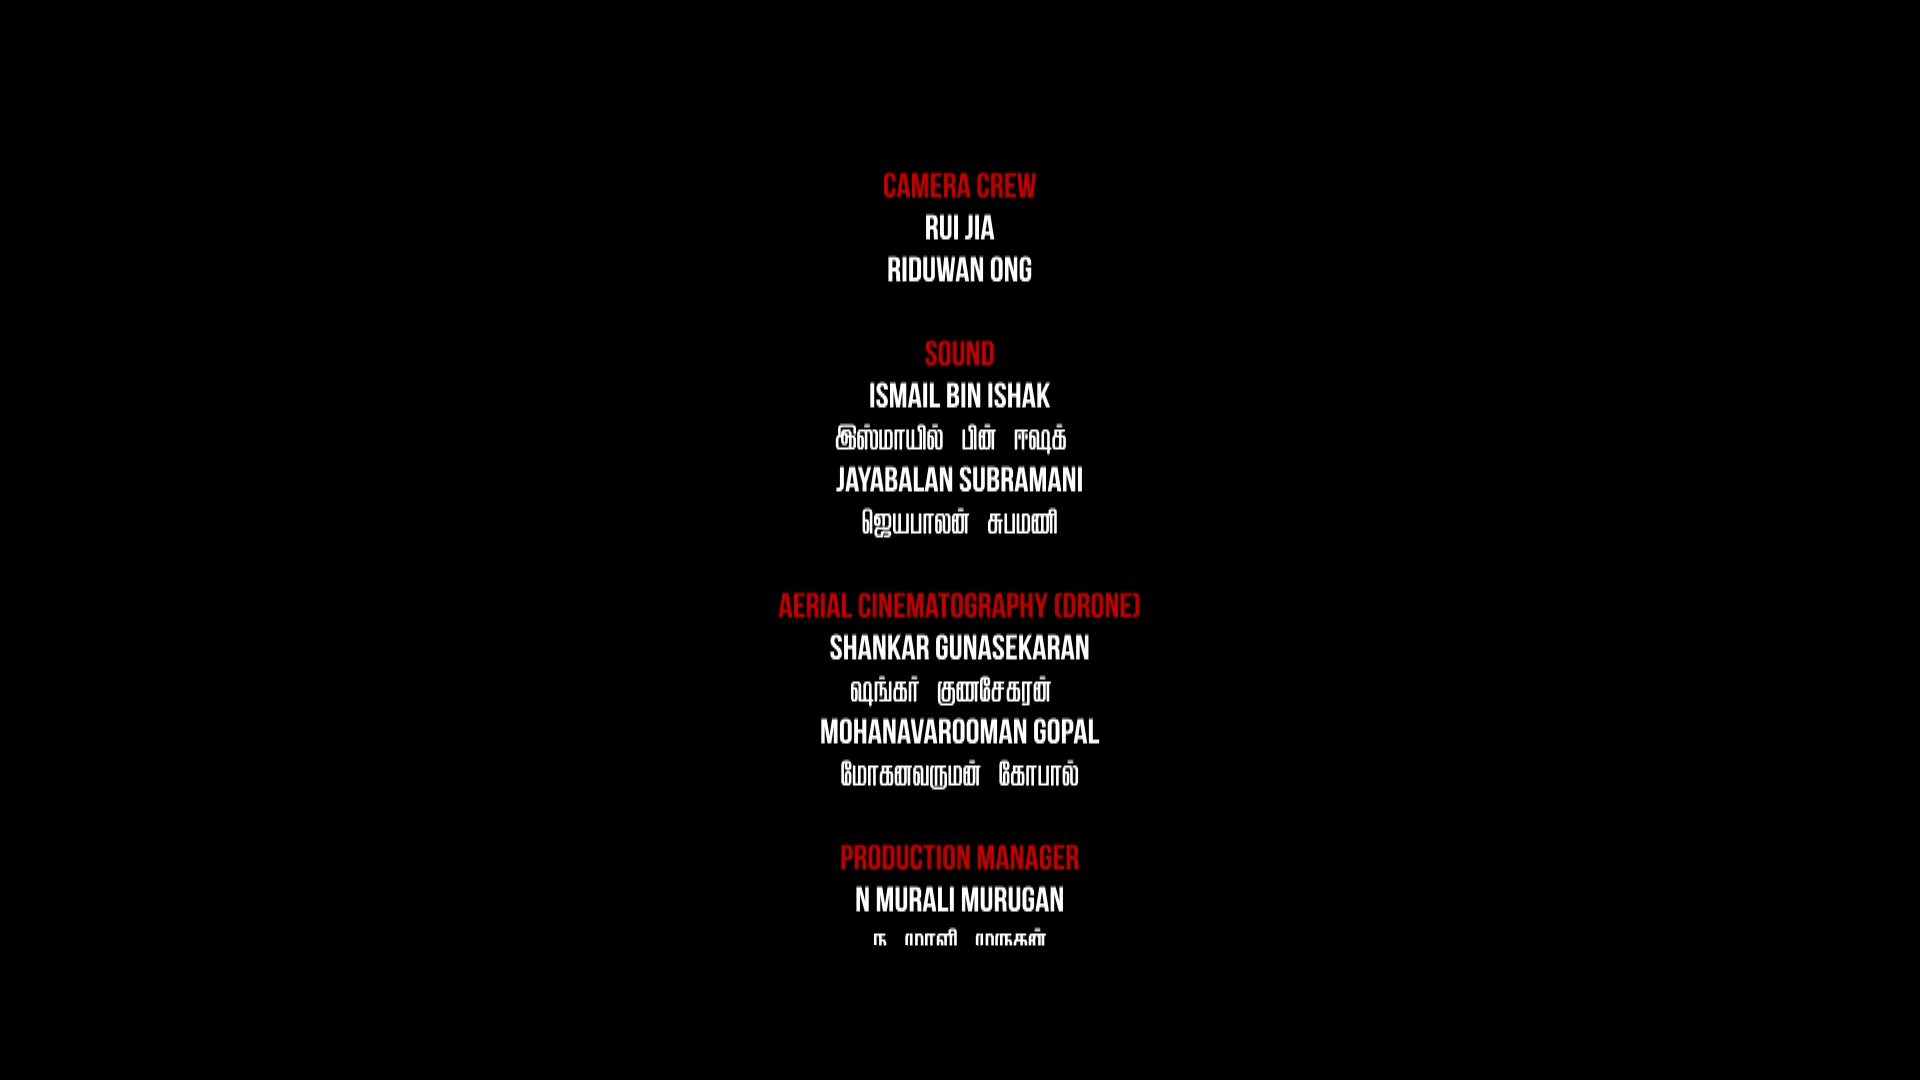 CAMERA CREW
RUI JIA
RIDUWAN ONG
SOUND
ISMAIL BIN ISHAK
இஸ்மாயில் பின் ஈஷக்
JAYABALAN SUBRAMANI
ஜெயபாலன் சுபமணி
AERIAL CINEMATOGRAPHY (DRONE)
SHANKAR GUNASEKARAN
ஷங்கர் குணசேகரன்
MOHANAVAROOMAN GOPAL
மோகனவருமன் கோபால்
PRODUCTION MANAGER
N MURALI MURUGAN